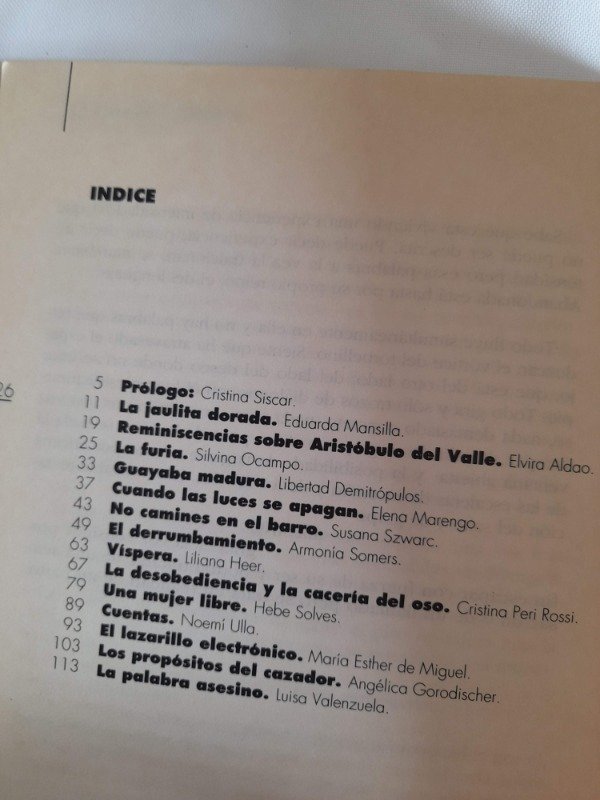 INDICE
26
5 Prólogo: Cristina Siscar.
11 La jaulita dorada. Eduarda Mansilla.
19 Reminiscencias sobre Aristóbulo del Valle. Elvira Aldao.
25 La furia. Silvina Ocampo.
33 Guayaba madura. Libertad Demitrópulos.
37 Cuando las luces se apagan. Elena Marengo.
43 No camines en el barro. Susana Szwarc.
49 El derrumbamiento. Armonía Somers.
63 Víspera. Liliana Heer.
67 La desobediencia y la cacería del oso. Cristina Peri Rossi.
79 Una mujer libre. Hebe Solves.
89 Cuentas. Noemí Ulla.
93 El lazarillo electrónico. María Esther de Miguel.
103 Los propósitos del cazador. Angélica Gorodischer.
113 La palabra asesino. Luisa Valenzuela.